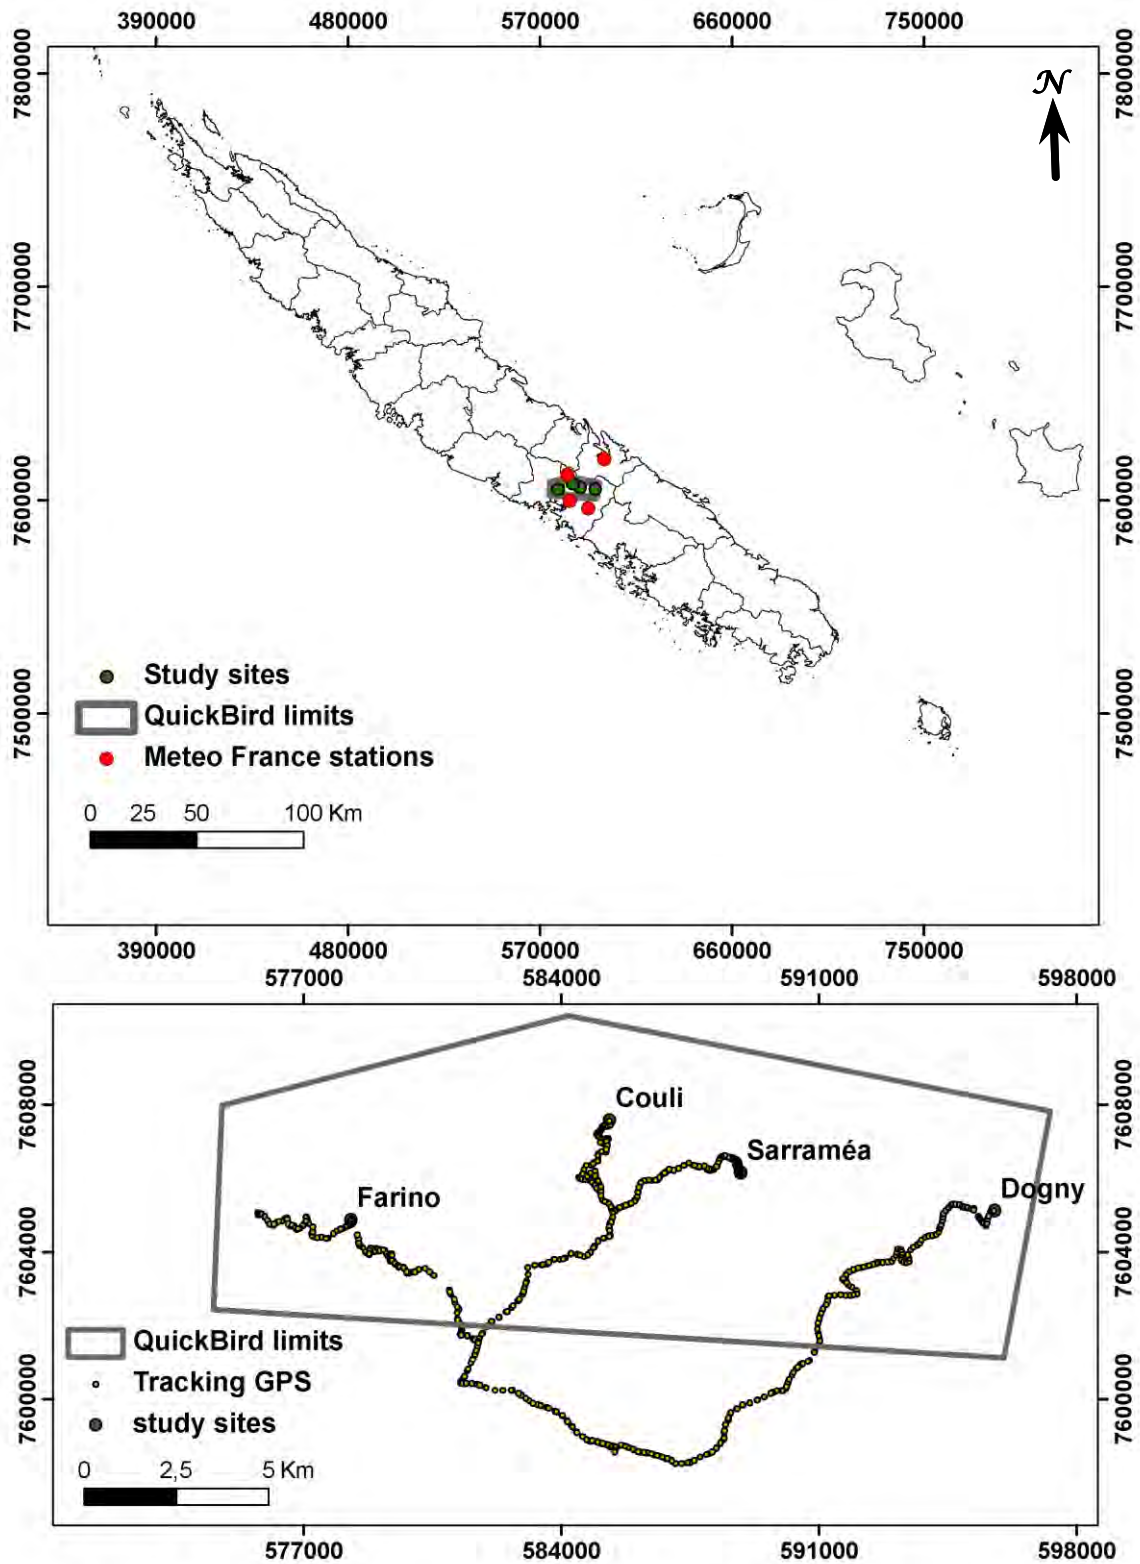 390000 480000 570000 660000 750000
7800000 7800000
N
7700000 7700000
7600000 7600000
7500000 7500000
Study sites
QuickBird limits
Meteo France stations
0 25 50 100 Km
390000 480000 570000 660000 750000
577000 584000 591000 598000
7608000 7608000
Couli
Sarraméa
Farino
Dogny
7604000 7604000
QuickBird limits
Tracking GPS
7600000 7600000
study sites
0 2,5 5 Km
577000 584000 591000 598000